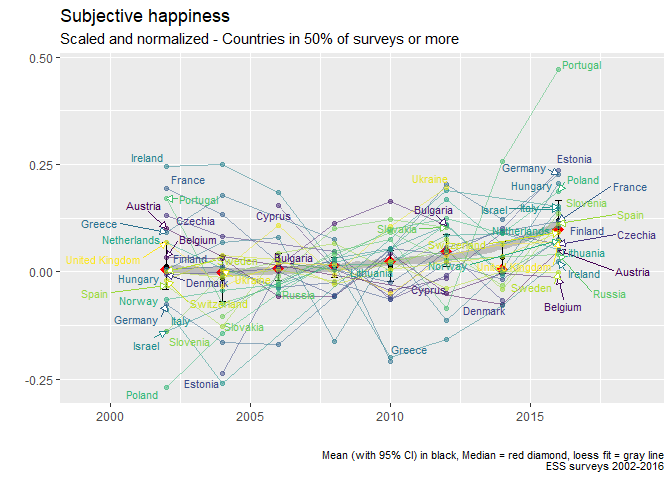 Subjective happiness
Scaled and normalized - Countries in 50% of surveys or more
0.50
Portugal
Ireland
Estonia
0.25
Germany
France
Ukraine
Hungary
Poland
France
Portugal
Slovenia
Austria
Bulgaria
Israel
Italy
Cyprus
Spain
Greece
Czechia
Slovakia
Netherlands
Finland
Czechia
Netherlands
Belgium
United Kingdom
Finland
Bulgaria
Lithuania
Norway
0.00
Lithuania
Ireland
Austria
Hungary
Denmark
Ukraine
Sweden
Spain
Russia
Cyprus
Russia
Norway
Switzerland
Belgium
Denmark
Germany
Italy
Slovakia
Israel
Slovenia
Greece
-0.25
Poland
Estonia
2000
2005
2010
2015
Mean (with 95% CI) in black, Median = red diamond, loess fit = gray line
ESS surveys 2002-2016